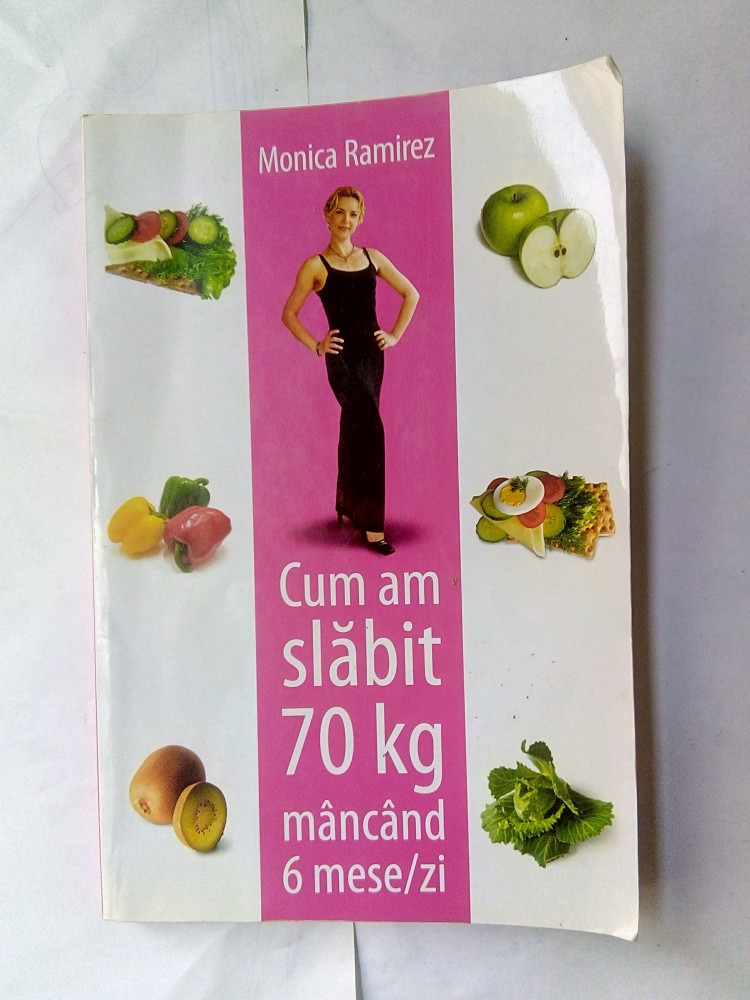 Monica Ramirez
Cum am
slăbit
70 kg
mâncând
6 mese/zi